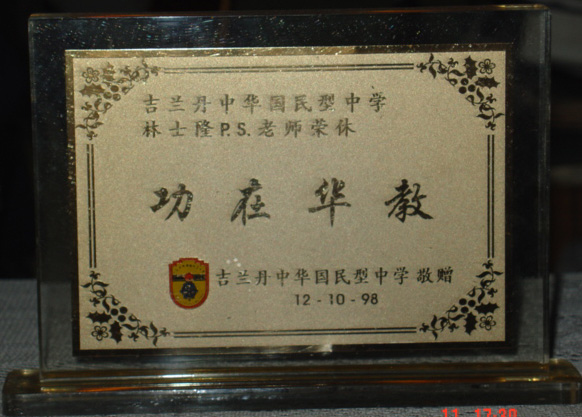 吉兰丹中华国民型中学
林士隆P.S.老师荣休
功在华教
吉兰丹中华国民型中学 敬赠
12-10-98